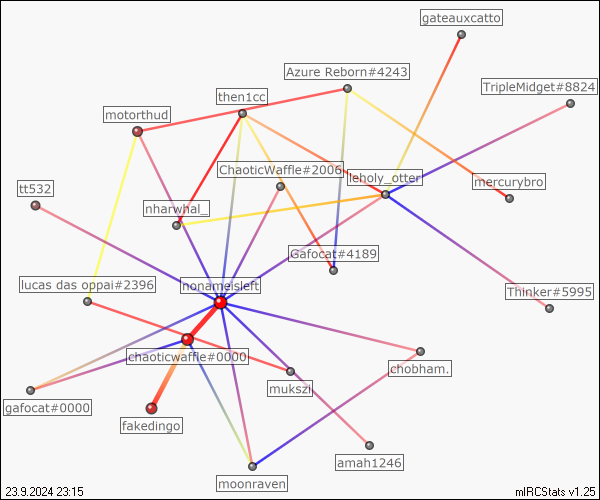 gateauxcatto
Azure Reborn#4243
TripleMidget#8824
then1cc
motorthud
ChaoticWaffle#2006
leholy_otter
mercurybro
tt532
nharwhal_
Gafocat#4189
lucas das oppai#2396
nonameisleft
Thinker#5995
chaoticwaffle#0000
chobham.
mukszi
gafocat#0000
fakedingo
amah1246
moonraven
23.9.2024 23:15
mIRCStats v1.25